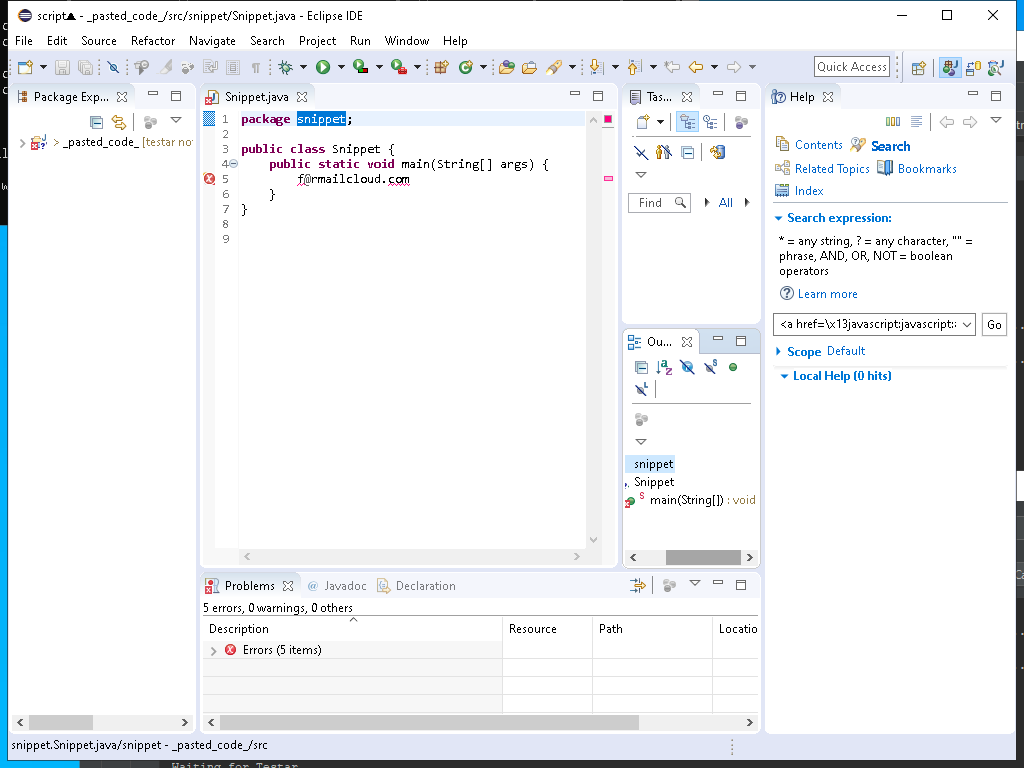 script▲ - _pasted_code_/src/snippet/Snippet.java - Eclipse IDE
File Edit Source Refactor Navigate Search Project Run Window Help
Quick Access
Package Exp...
> _pasted_code_ [testar no
Snippet.java
1 package snippet;
2
3 public class Snippet {
4 public static void main(String[] args) {
5 f@rmailcloud.com
6 }
7 }
8
9
Tas...
Find
All
Ou...
snippet
Snippet
main(String[]) : void
Help
Contents Search
Related Topics Bookmarks
Index
Search expression:
* = any string, ? = any character, "" =
phrase, AND, OR, NOT = boolean
operators
Learn more
<a href=\x13javascript:javascript:
Go
Scope Default
Local Help (0 hits)
Problems @ Javadoc Declaration
5 errors, 0 warnings, 0 others
Description Resource Path Locatio
Errors (5 items)
snippet.Snippet.java/snippet - _pasted_code_/src
Waiting for Testar